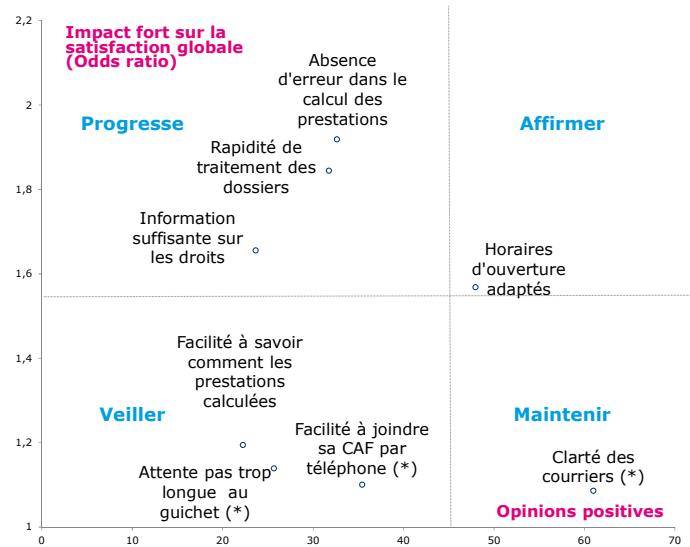 2,2
Impact fort sur la
satisfaction globale
(Odds ratio)
Absence
d'erreur dans le
calcul des
prestations
2
Progresse
Affirmer
Rapidité de
traitement des
dossiers
1,8
Information
suffisante sur
les droits
Horaires
d'ouverture
adaptés
1,6
Facilité à savoir
comment les
prestations
calculées
1,4
Veiller
Maintenir
Facilité à joindre
sa CAF par
téléphone (*)
1,2
Attente pas trop
longue au
guichet (*)
Clarté des
courriers (*)
Opinions positives
1
0 10 20 30 40 50 60 70